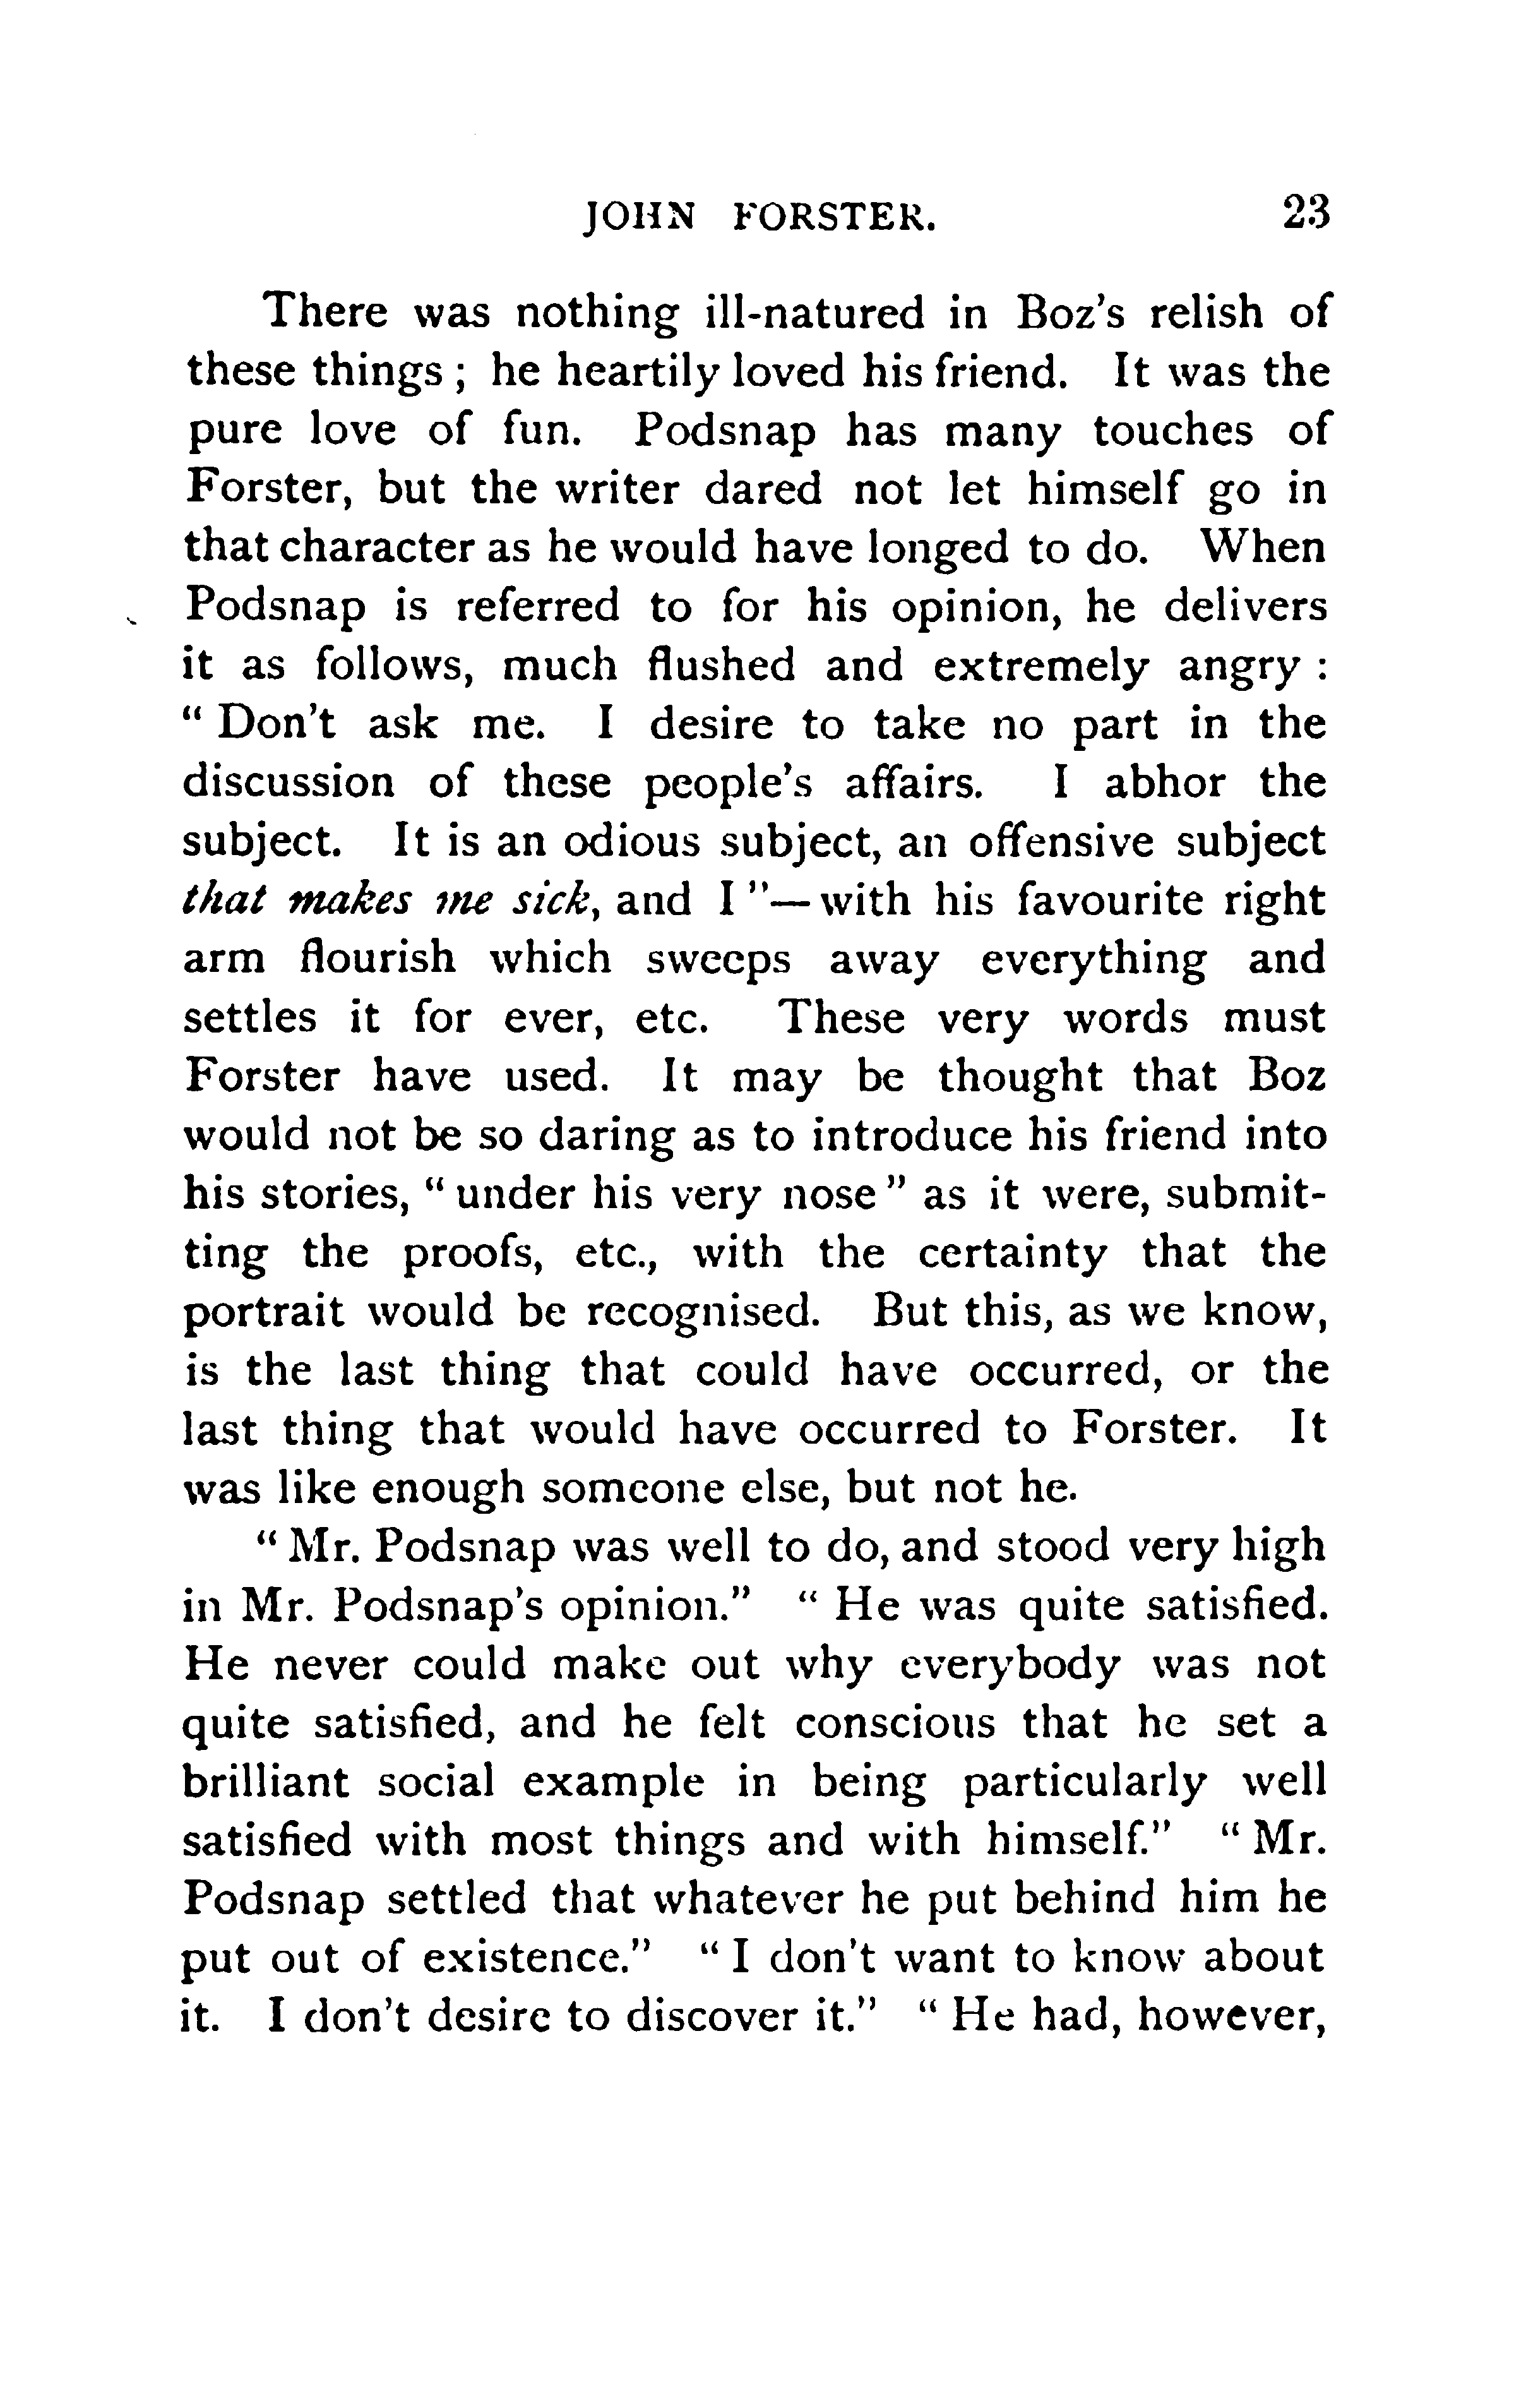 JOHN FORSTER. 23
There was nothing ill-natured in Boz's relish of
these things ; he heartily loved his friend. It was the
pure love of fun. Podsnap has many touches of
Forster, but the writer dared not let himself go in
that character as he would have longed to do. When
Podsnap is referred to for his opinion, he delivers
it as follows, much flushed and extremely angry :
“ Don't ask me. I desire to take no part in the
discussion of these people's affairs. I abhor the
subject. It is an odious subject, an offensive subject
that makes me sick, and I ”— with his favourite right
arm flourish which sweeps away everything and
settles it for ever, etc. These very words must
Forster have used. It may be thought that Boz
would not be so daring as to introduce his friend into
his stories, “ under his very nose ” as it were, submit-
ting the proofs, etc., with the certainty that the
portrait would be recognised. But this, as we know,
is the last thing that could have occurred, or the
last thing that would have occurred to Forster. It
was like enough someone else, but not he.
“ Mr. Podsnap was well to do, and stood very high
in Mr. Podsnap's opinion.” “ He was quite satisfied.
He never could make out why everybody was not
quite satisfied, and he felt conscious that he set a
brilliant social example in being particularly well
satisfied with most things and with himself.” “ Mr.
Podsnap settled that whatever he put behind him he
put out of existence.” “ I don't want to know about
it. I don't desire to discover it.” “ He had, however,